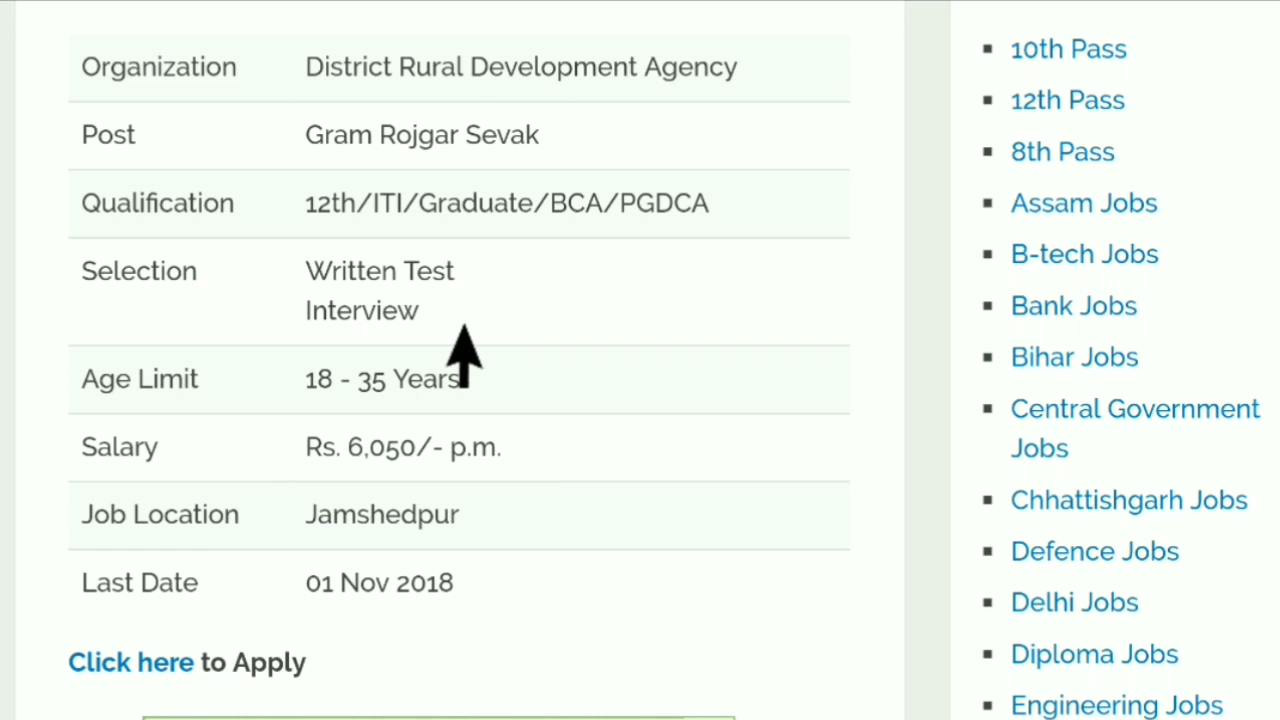 Organization District Rural Development Agency
Post Gram Rojgar Sevak
Qualification 12th/ITI/Graduate/BCA/PGDCA
Selection Written Test
Interview
Age Limit 18 - 35 Years
Salary Rs. 6,050/- p.m.
Job Location Jamshedpur
Last Date 01 Nov 2018
Click here to Apply
10th Pass
12th Pass
8th Pass
Assam Jobs
B-tech Jobs
Bank Jobs
Bihar Jobs
Central Government
Jobs
Chhattishgarh Jobs
Defence Jobs
Delhi Jobs
Diploma Jobs
Engineering Jobs